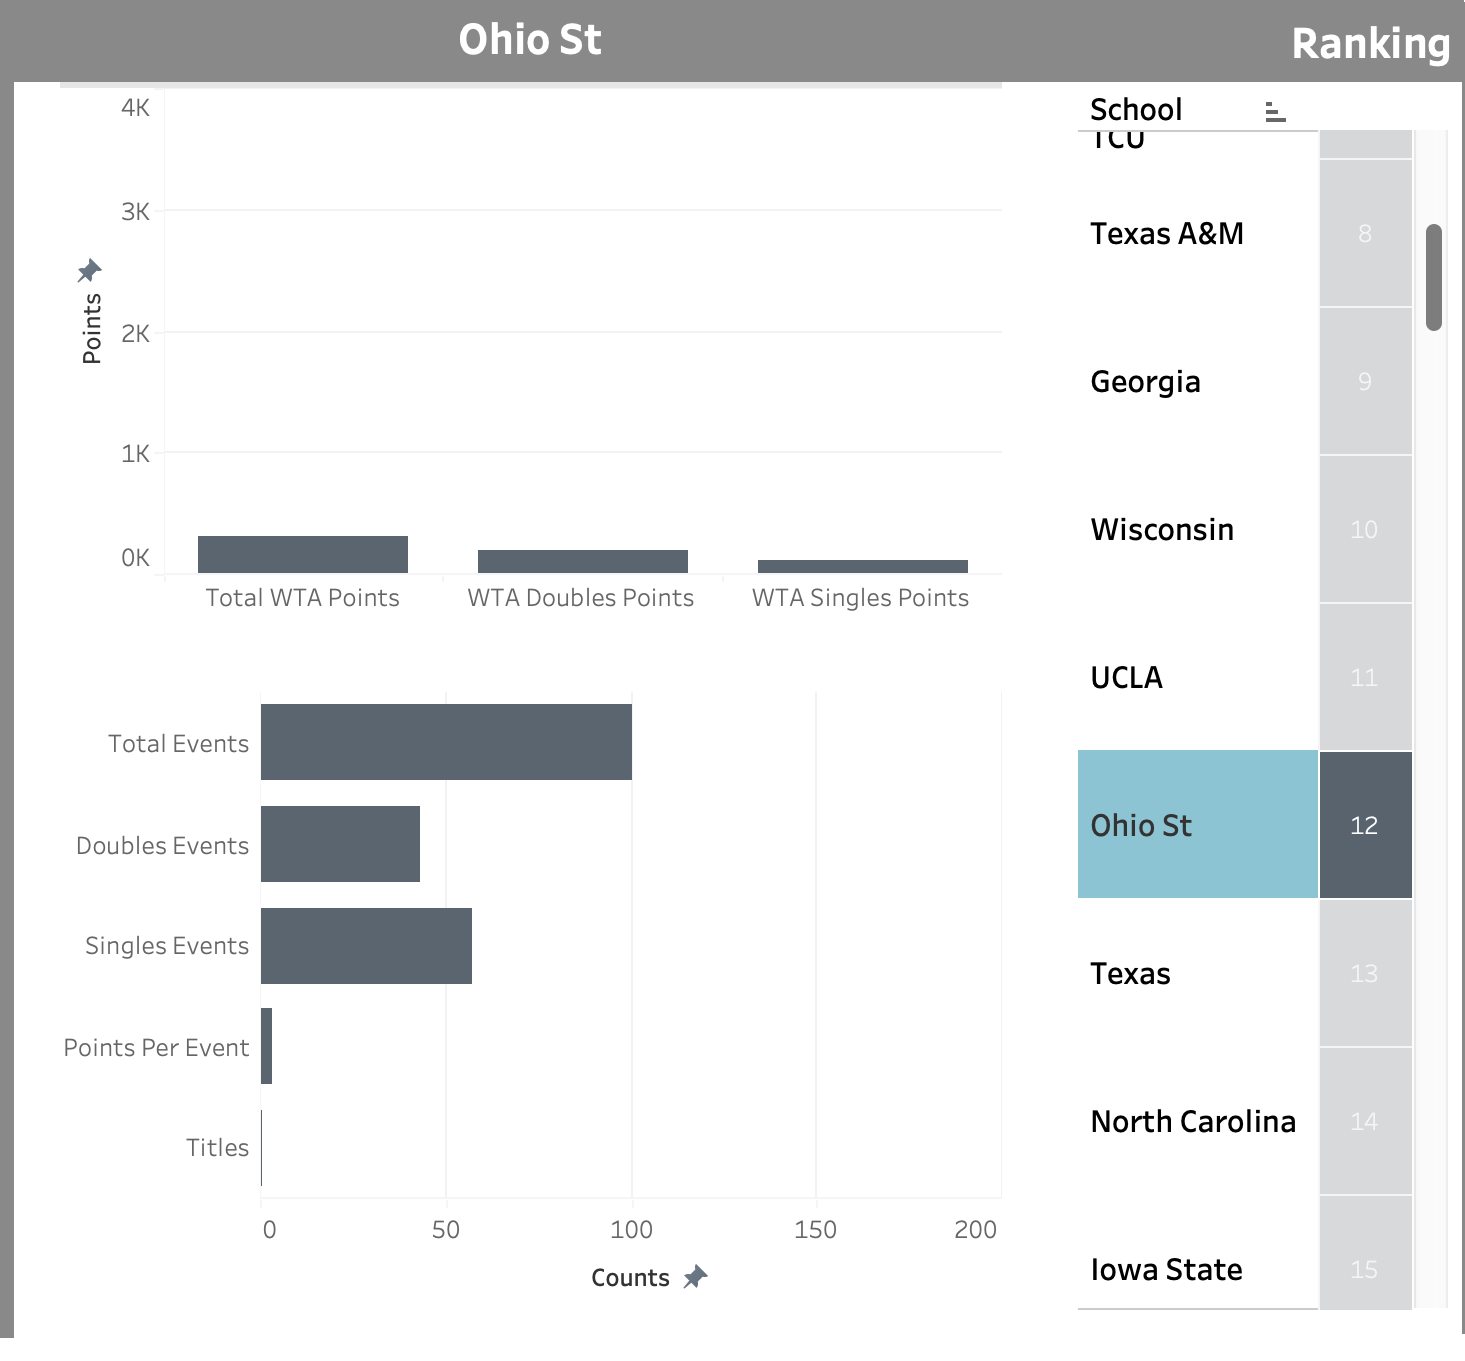 Ohio St
Ranking
4K
3K
2K
1K
0K
Points
Total WTA Points
WTA Doubles Points
WTA Singles Points
Total Events
Doubles Events
Singles Events
Points Per Event
Titles
0 50 100 150 200
Counts
School
TCU
Texas A&M 8
Georgia 9
Wisconsin 10
UCLA 11
Ohio St 12
Texas 13
North Carolina 14
Iowa State 15